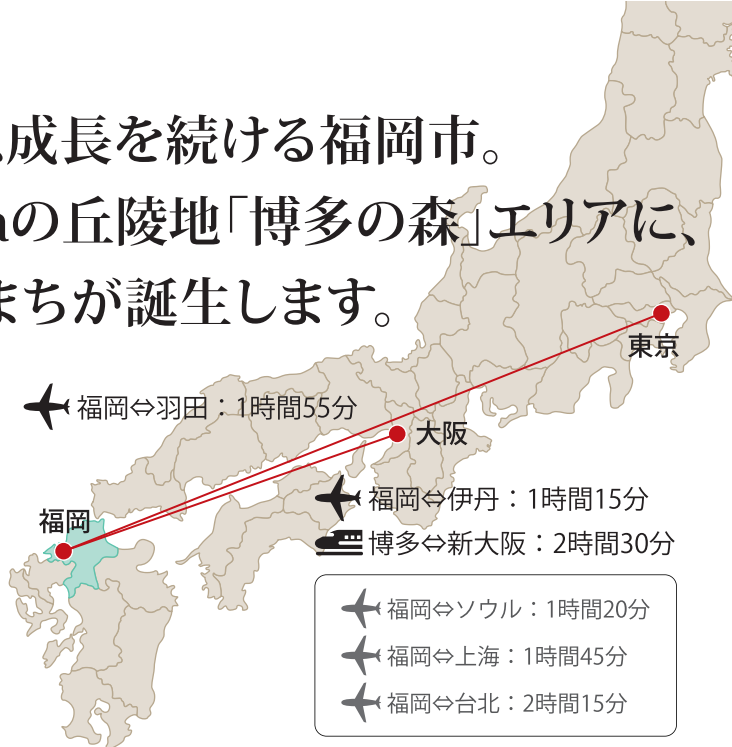 成長を続ける福岡市。
の丘陵地「博多の森」エリアに、
まちが誕生します。
東京
福岡⇔羽田：1時間55分
大阪
福岡
福岡⇔伊丹：1時間15分
博多⇔新大阪：2時間30分
福岡⇔ソウル：1時間20分
福岡⇔上海：1時間45分
福岡⇔台北：2時間15分